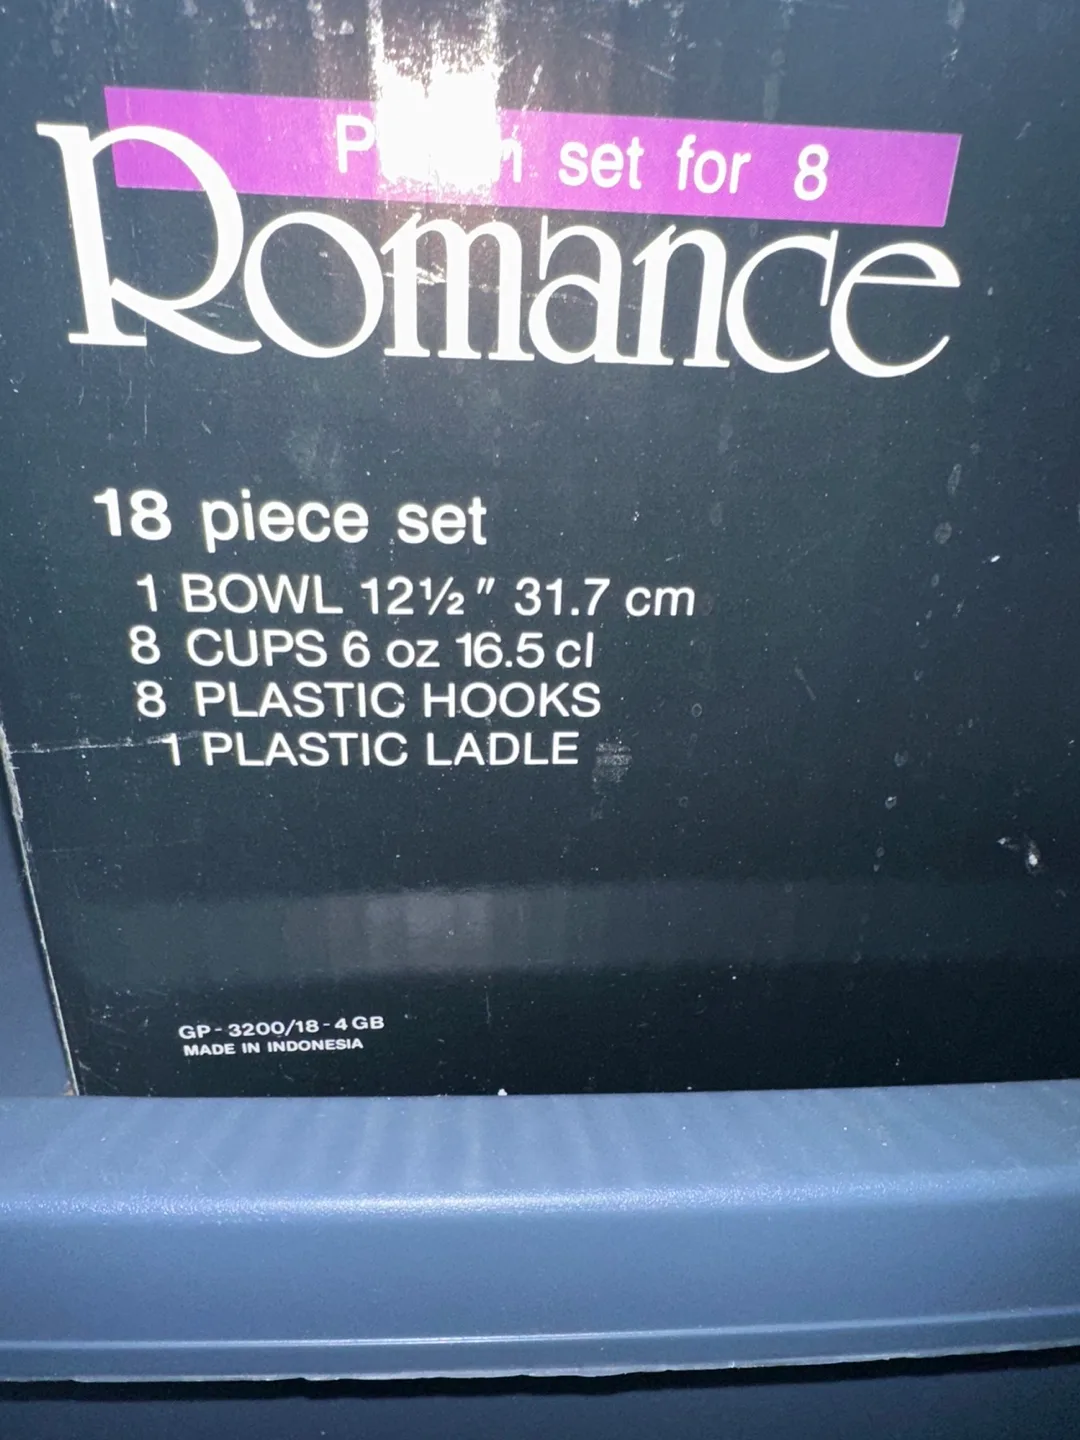 set for 8
Romance
18 piece set
1 BOWL 12½" 31.7 cm
8 CUPS 6 oz 16.5 cl
8 PLASTIC HOOKS
1 PLASTIC LADLE
GP-3200/18-4GB
MADE IN INDONESIA